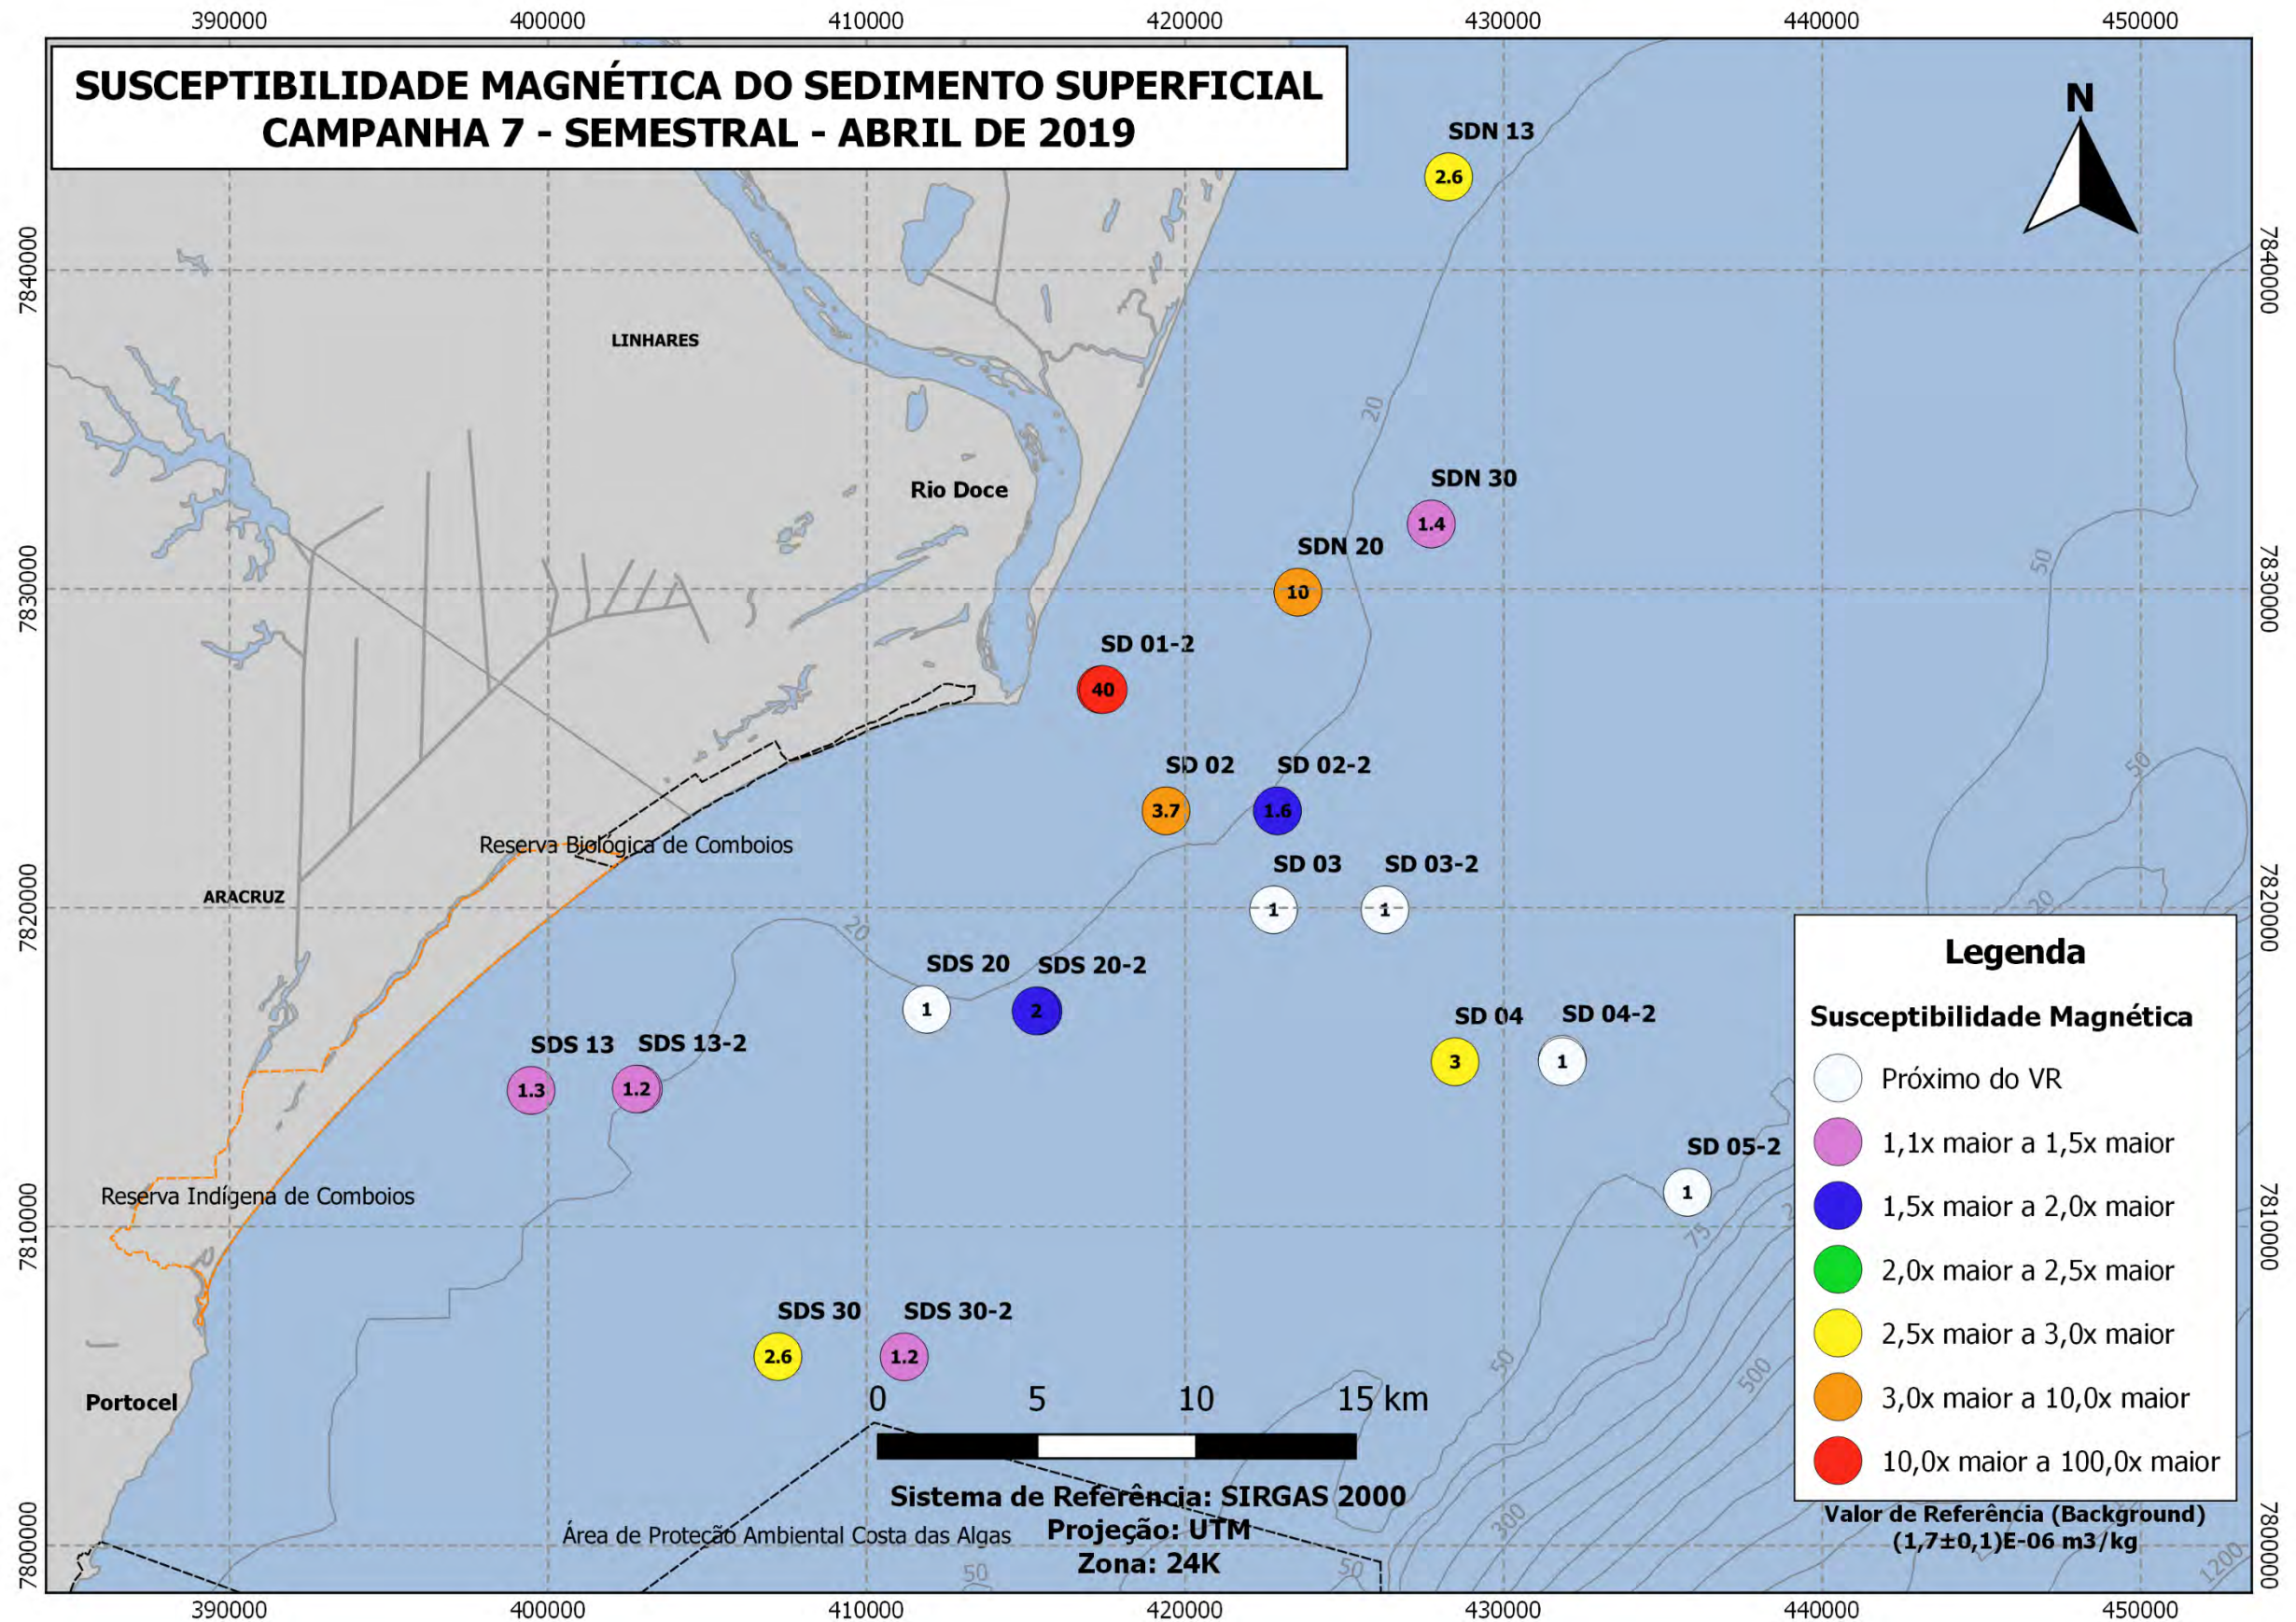 390000 400000 410000 420000 430000 440000 450000
SUSCEPTIBILIDADE MAGNÉTICA DO SEDIMENTO SUPERFICIAL
CAMPANHA 7 - SEMESTRAL - ABRIL DE 2019
N
SDN 13
2.6
7840000 7840000
LINHARES
20
Rio Doce
SDN 30
1.4
SDN 20
50
7830000 10 7830000
SD 01-2
40
SD 02 SD 02-2
50
3.7 1.6
Reserva Biológica de Comboios
SD 03 SD 03-2
ARACRUZ
20
7820000 1 1 7820000
20
Legenda
SDS 20 SDS 20-2
1 2
SD 04 SD 04-2
Susceptibilidade Magnética
SDS 13 SDS 13-2
3 1
Próximo do VR
1.3 1.2
1,1x maior a 1,5x maior
SD 05-2
Reserva Indígena de Comboios
1
1,5x maior a 2,0x maior
7810000 75 7810000
2,0x maior a 2,5x maior
SDS 30 SDS 30-2
2,5x maior a 3,0x maior
2.6 1.2
50
500
Portocel
0 5 10 15 km
3,0x maior a 10,0x maior
10,0x maior a 100,0x maior
Sistema de Referência: SIRGAS 2000
Valor de Referência (Background)
300
Área de Proteção Ambiental Costa das Algas
Projeção: UTM
(1,7±0,1)E-06 m3/kg
7800000 7800000
Zona: 24K
50 50 1200
390000 400000 410000 420000 430000 440000 450000